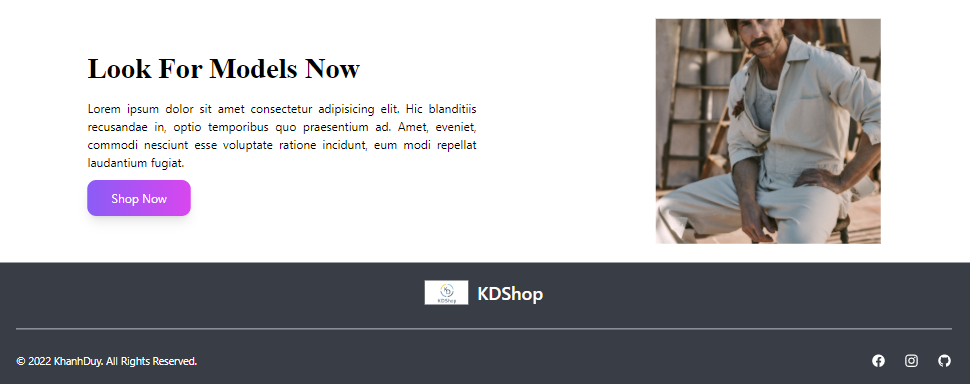 Look For Models Now
Lorem ipsum dolor sit amet consectetur adipisicing elit. Hic blanditiis
recusandae in, optio temporibus quo praesentium ad. Amet, eveniet,
commodi nesciunt esse voluptate ratione incidunt, eum modi repellat
laudantium fugiat.
Shop Now
KDShop
KDShop
© 2022 KhanhDuy. All Rights Reserved.